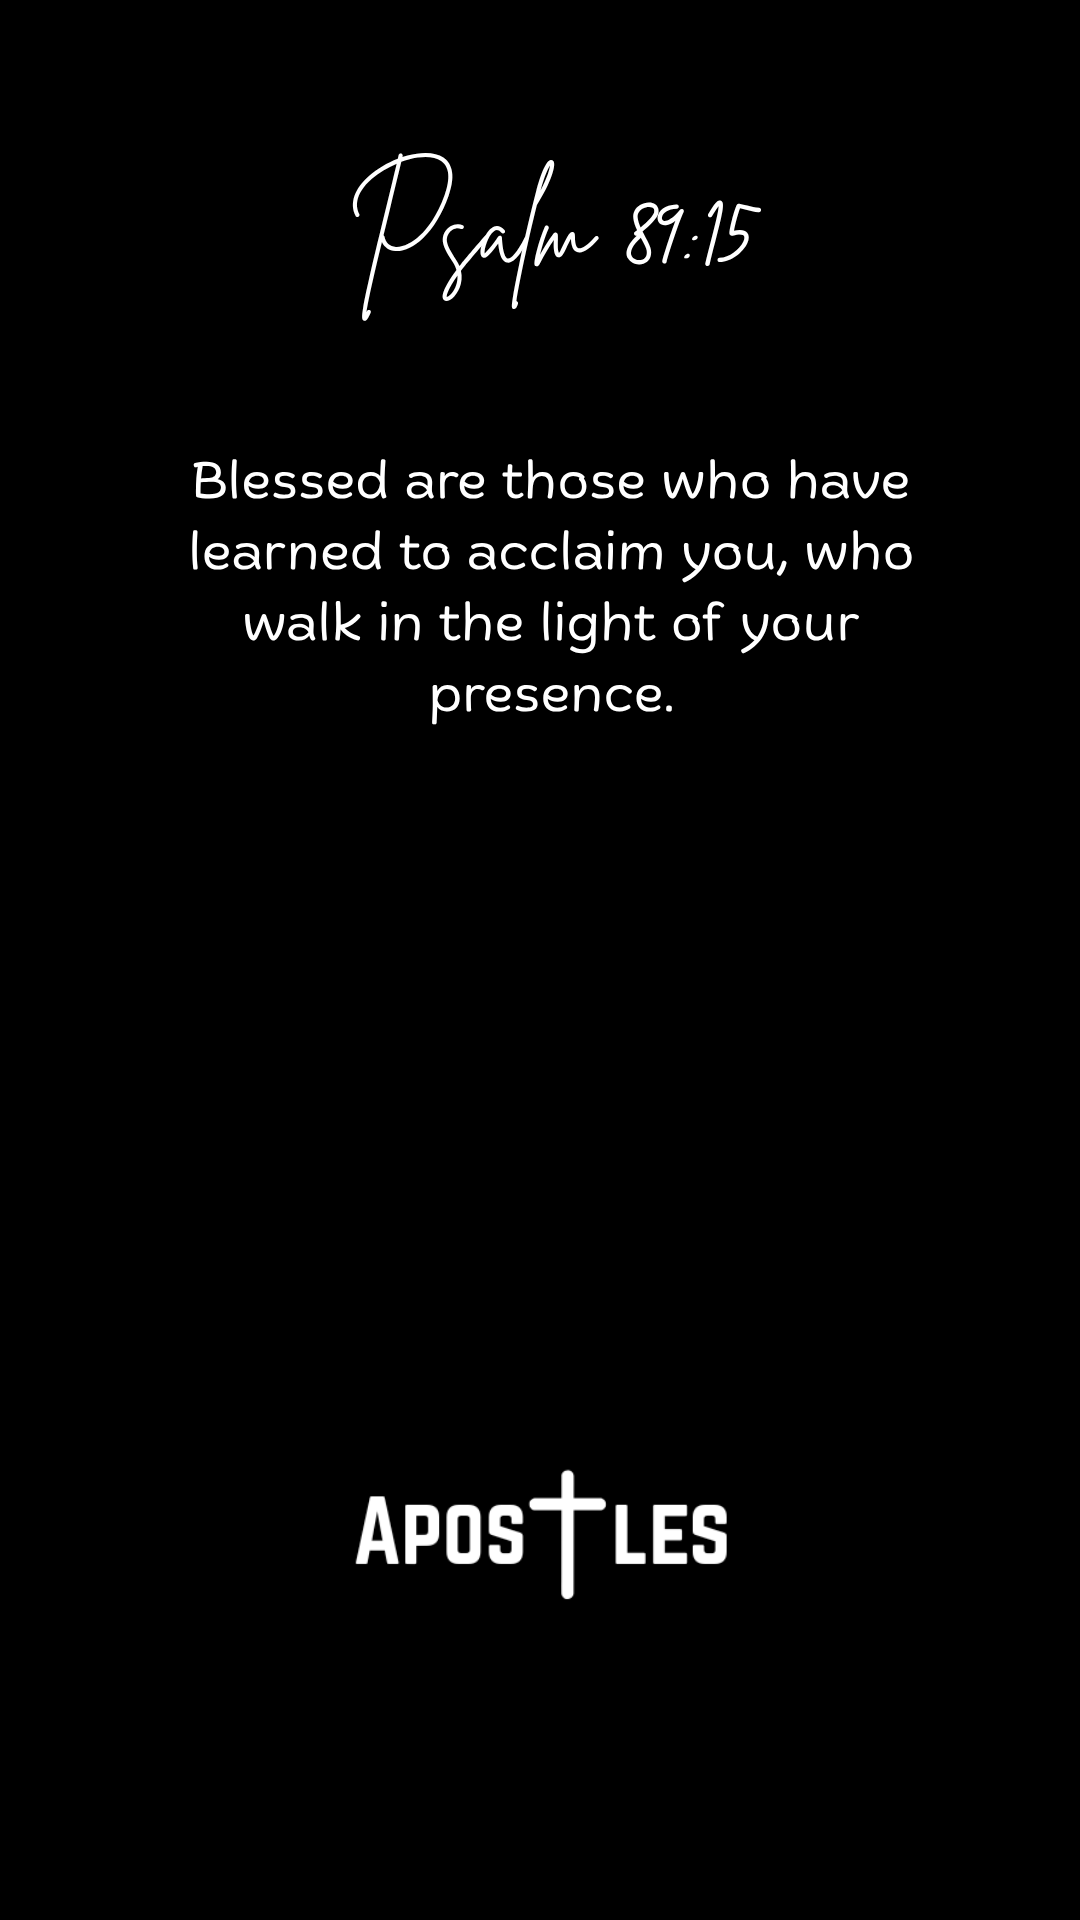 Psalm 89:15
Blessed are those who have
learned to acclaim you, who
walk in the light of your
presence.
APOSTLES